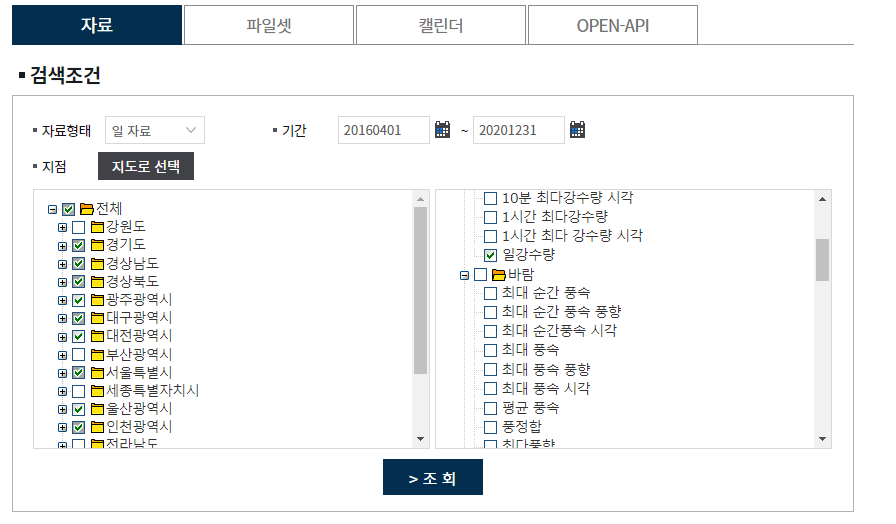 자료 파일셋 캘린더 OPEN-API
검색조건
자료형태 일 자료 기간 20160401 ~ 20201231
지점 지도로 선택
전체
강원도
경기도
경상남도
경상북도
광주광역시
대구광역시
대전광역시
부산광역시
서울특별시
세종특별자치시
울산광역시
인천광역시
전라남도
10분 최다강수량 시각
1시간 최다강수량
1시간 최다 강수량 시각
일강수량
바람
최대 순간 풍속
최대 순간 풍속 풍향
최대 순간풍속 시각
최대 풍속
최대 풍속 풍향
최대 풍속 시각
평균 풍속
풍정합
최다풍향
> 조 회